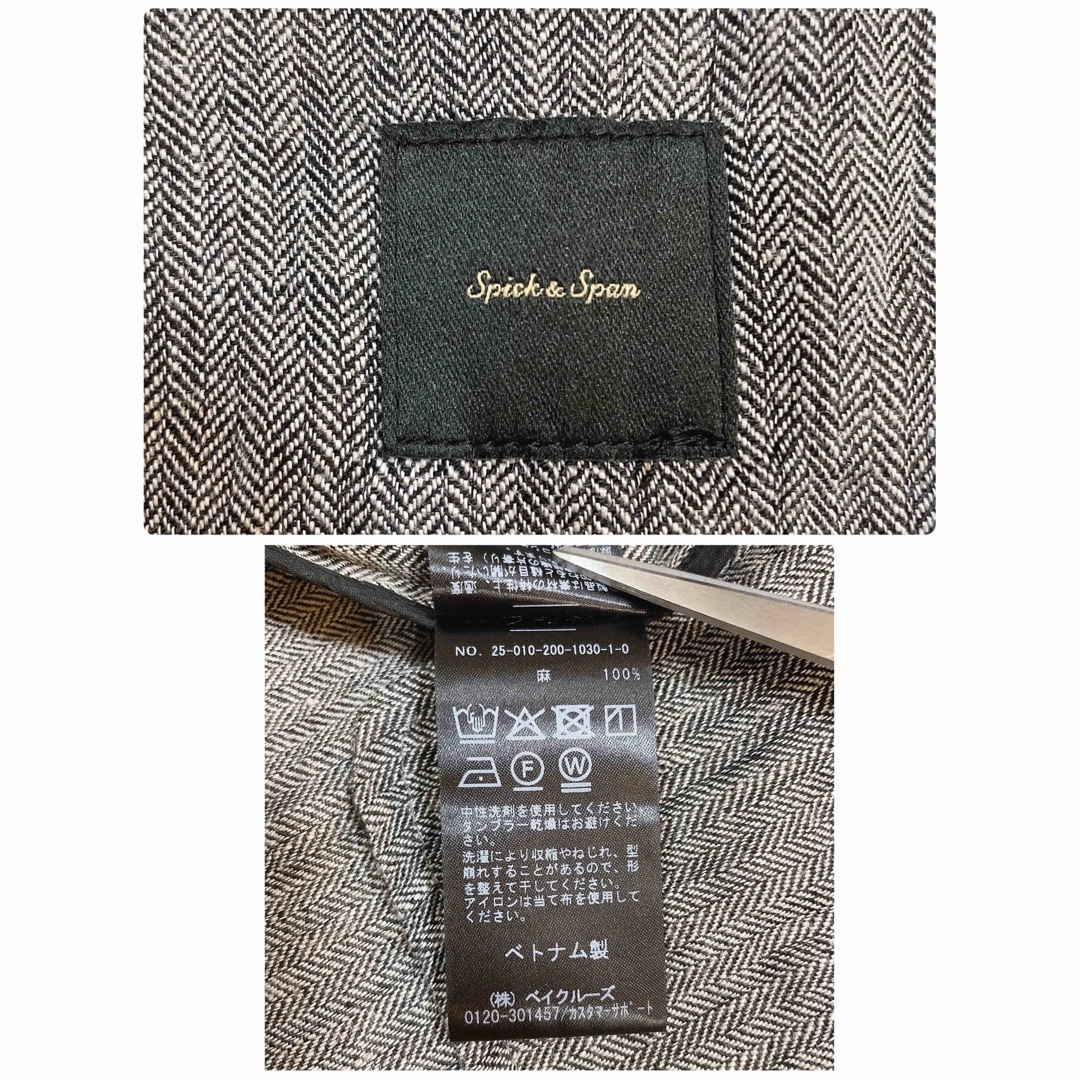 Spick & Span
NO. 25-010-200-1030-1-0
麻 100%
F W
中性洗剤を使用してください
タンブラー乾燥はお避けくだ
さい。
洗濯により収縮やねじれ、型
崩れすることがあるので、形
を整えて干してください。
アイロンは当て布を使用して
ください。
ベトナム製
(株) ベイクルーズ
0120-301457/カスタマーサポート